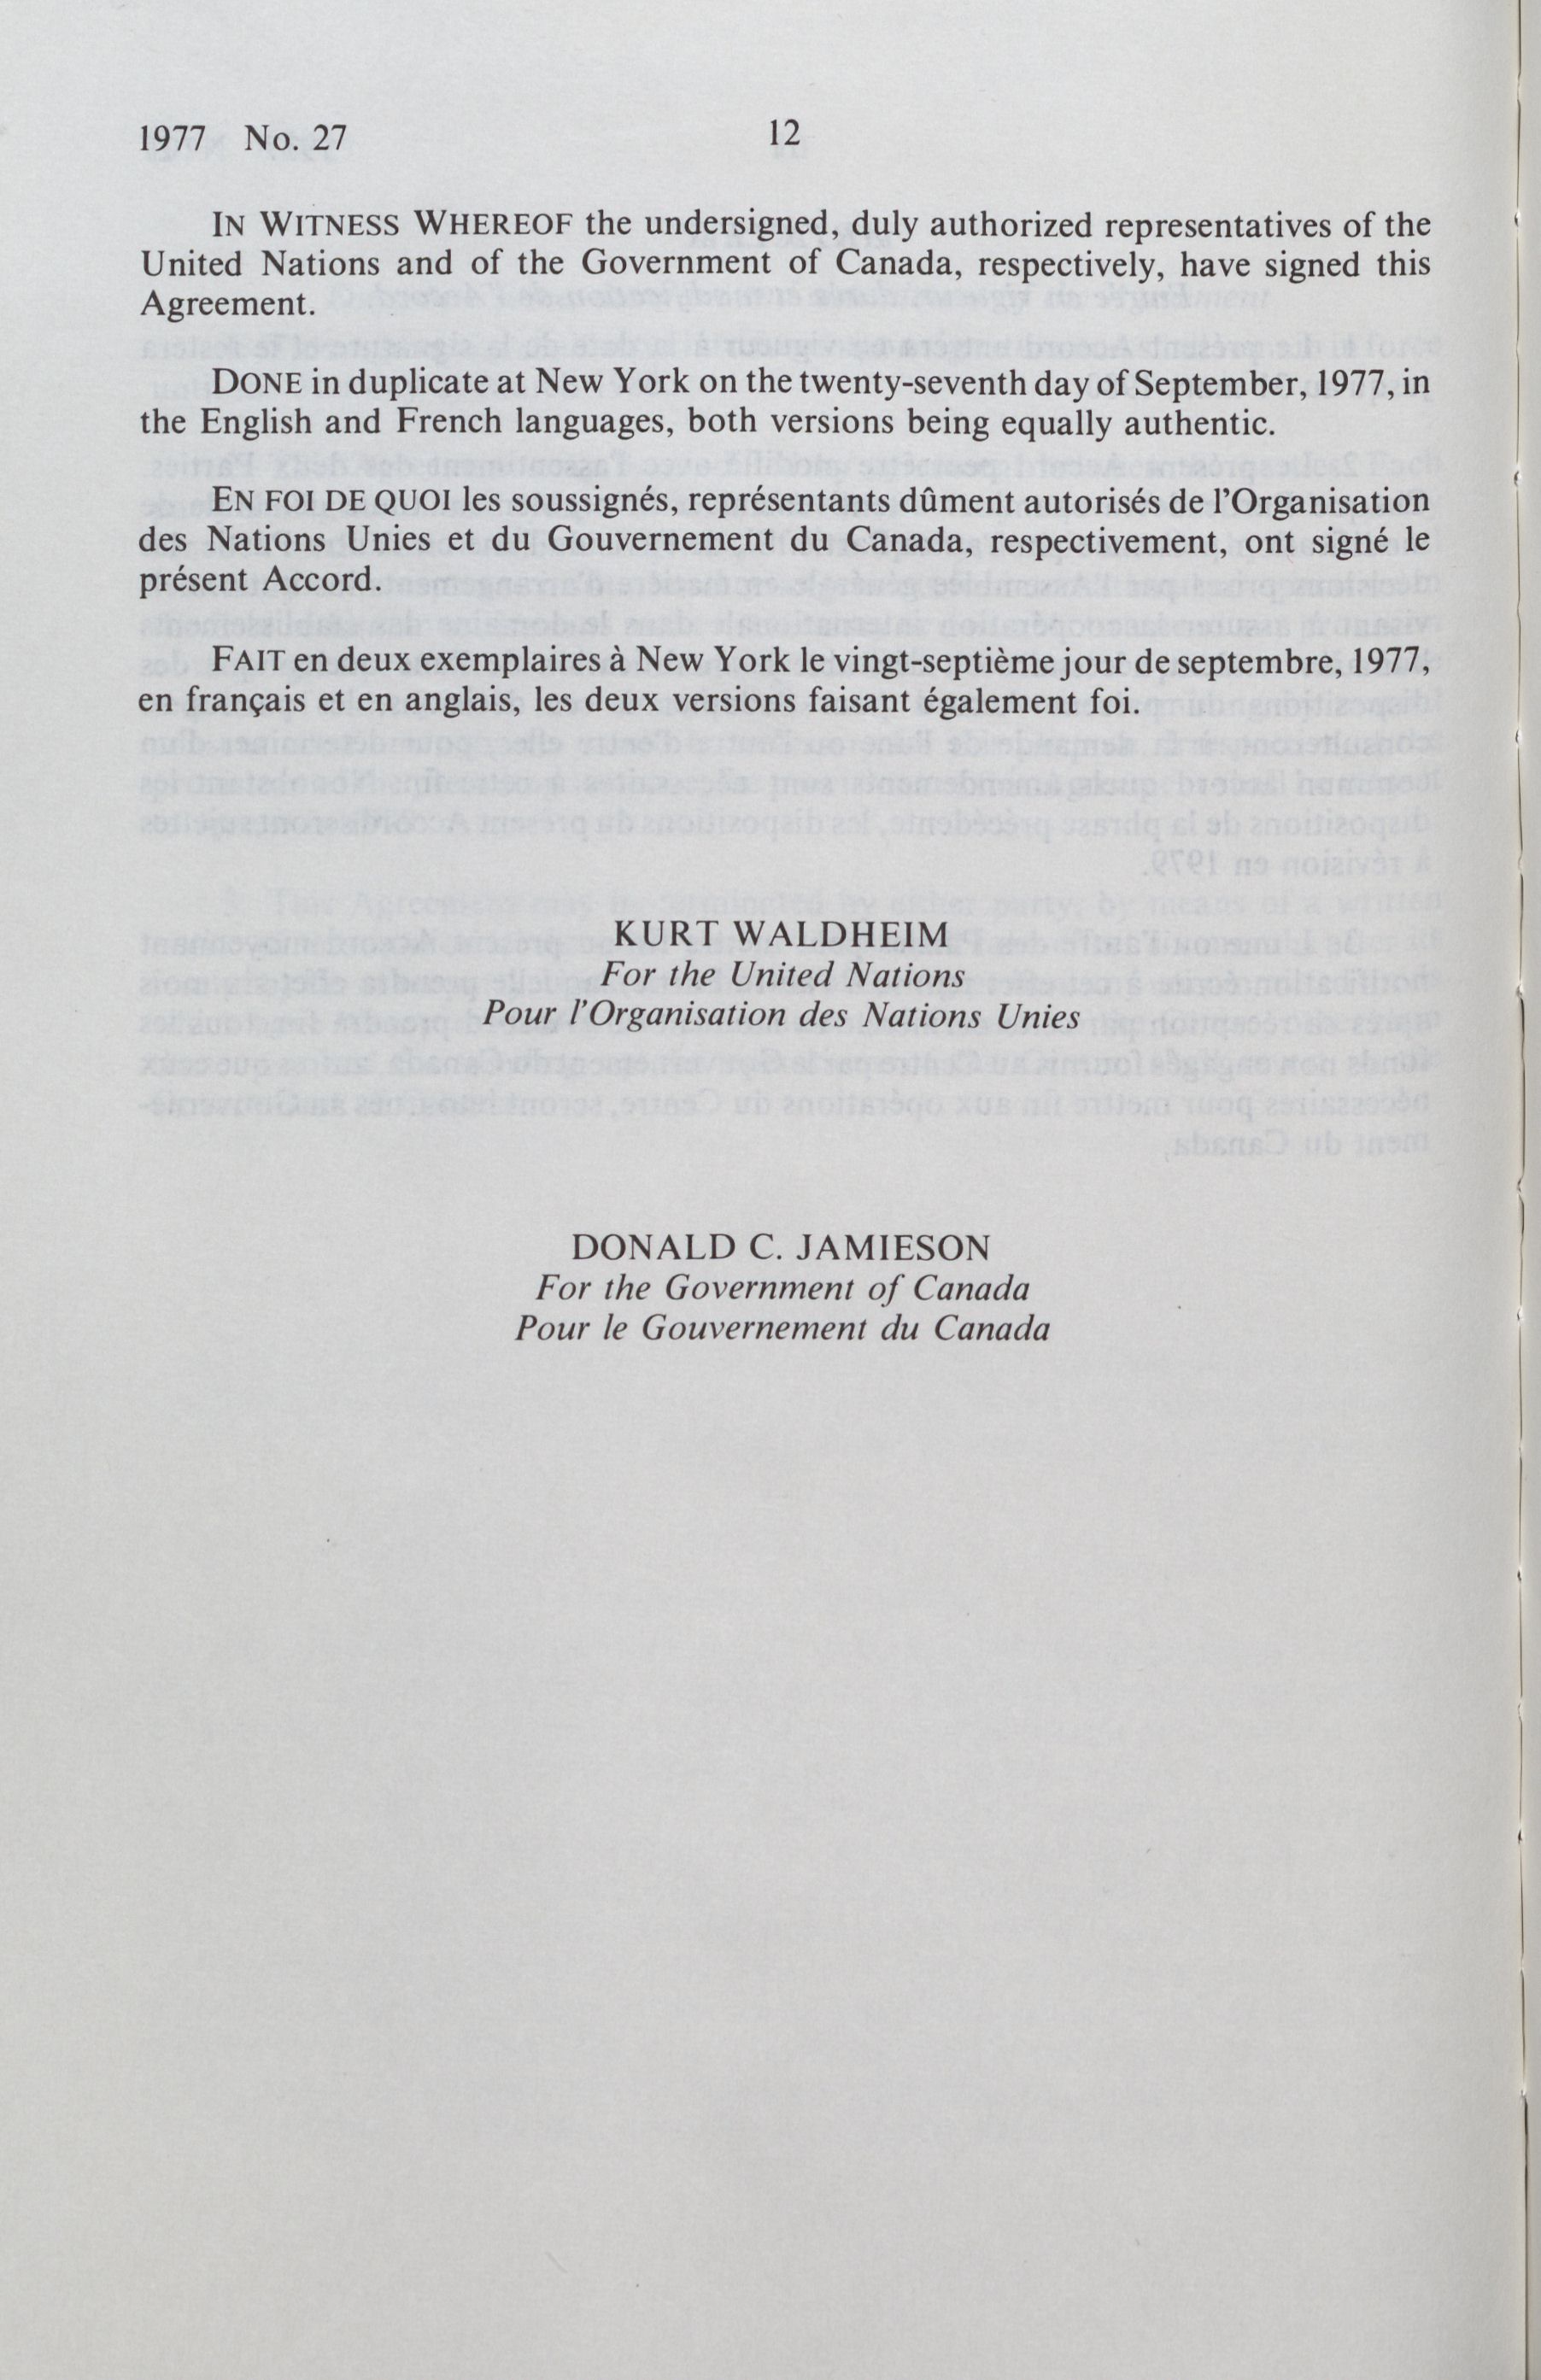 1977 No. 27
12
IN WITNESS WHEREOF the undersigned, duly authorized representatives of the
United Nations and of the Government of Canada, respectively, have signed this
Agreement.
DONE in duplicate at New York on the twenty-seventh day of September, 1977, in
the English and French languages, both versions being equally authentic.
EN FOI DE QUOI les soussignés, représentants dûment autorisés de l'Organisation
des Nations Unies et du Gouvernement du Canada, respectivement, ont signé le
présent Accord.
FAIT en deux exemplaires à New York le vingt-septième jour de septembre, 1977,
en français et en anglais, les deux versions faisant également foi.
KURT WALDHEIM
For the United Nations
Pour l'Organisation des Nations Unies
DONALD C. JAMIESON
For the Government of Canada
Pour le Gouvernement du Canada